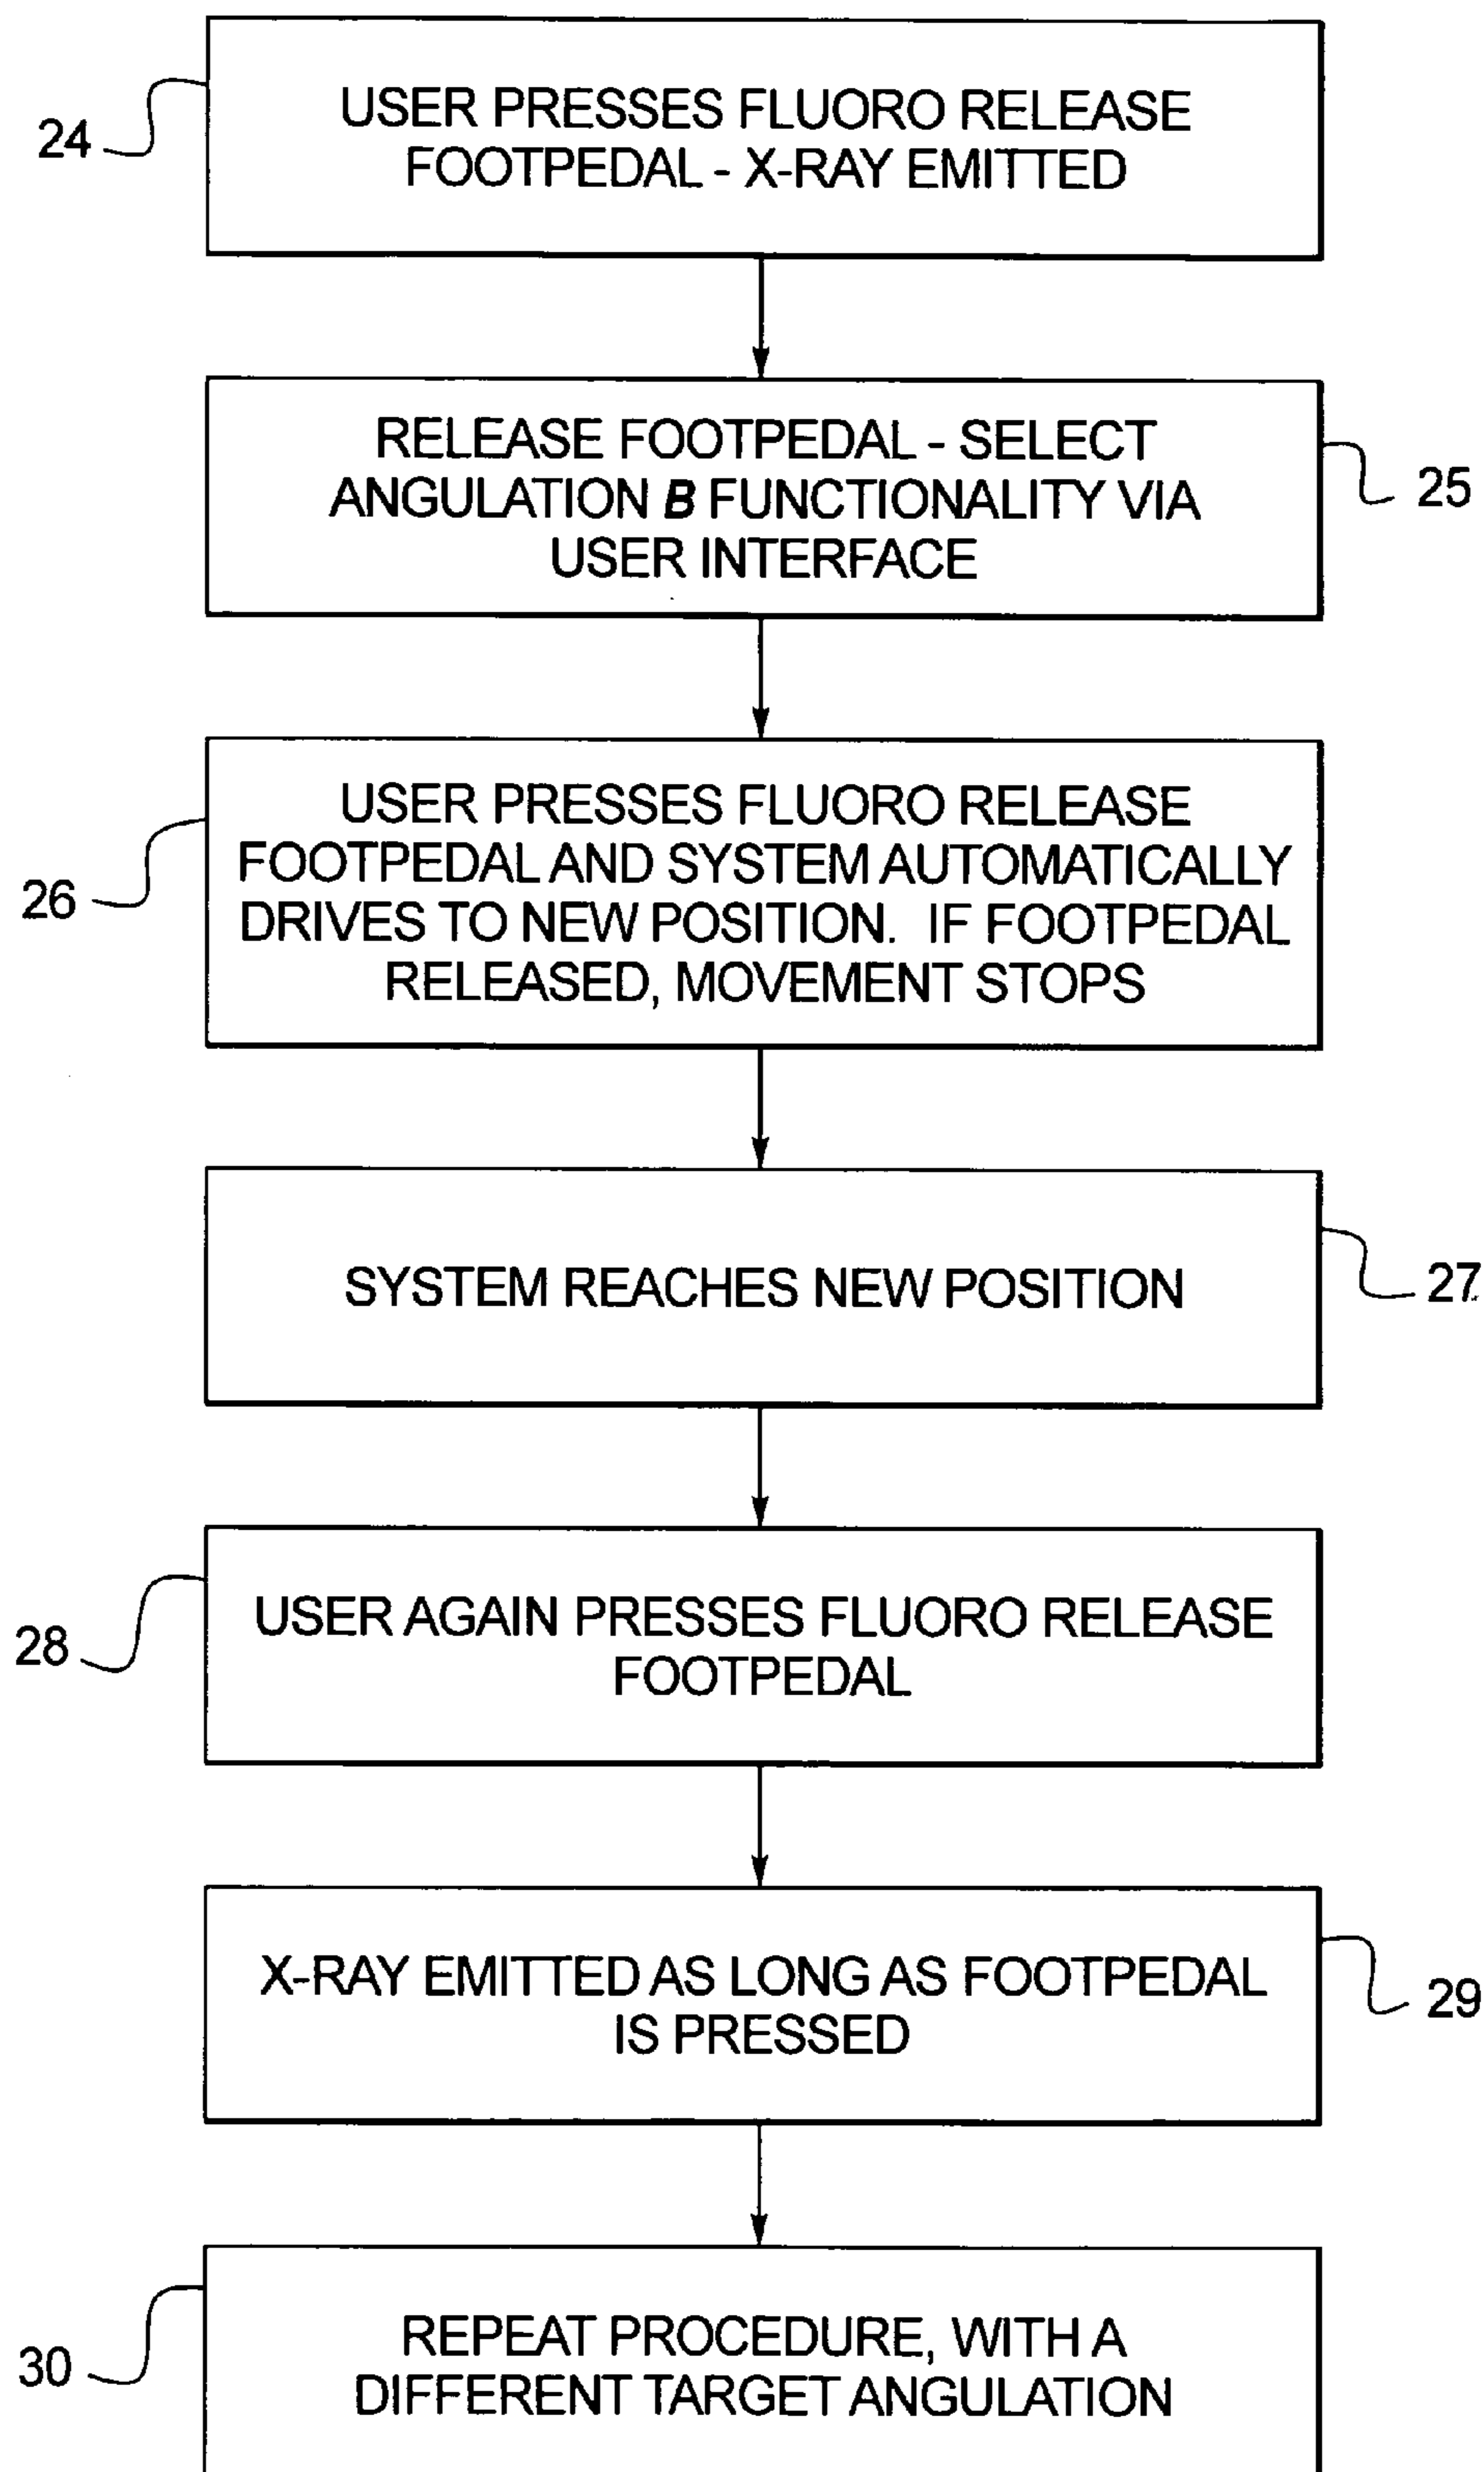 24
USER PRESSES FLUORO RELEASE
FOOTPEDAL - X-RAY EMITTED
RELEASE FOOTPEDAL - SELECT
ANGULATION B FUNCTIONALITY VIA
USER INTERFACE
25
26
USER PRESSES FLUORO RELEASE
FOOTPEDAL AND SYSTEM AUTOMATICALLY
DRIVES TO NEW POSITION. IF FOOTPEDAL
RELEASED, MOVEMENT STOPS
SYSTEM REACHES NEW POSITION
27
28
USER AGAIN PRESSES FLUORO RELEASE
FOOTPEDAL
X-RAY EMITTED AS LONG AS FOOTPEDAL
IS PRESSED
29
30
REPEAT PROCEDURE, WITH A
DIFFERENT TARGET ANGULATION